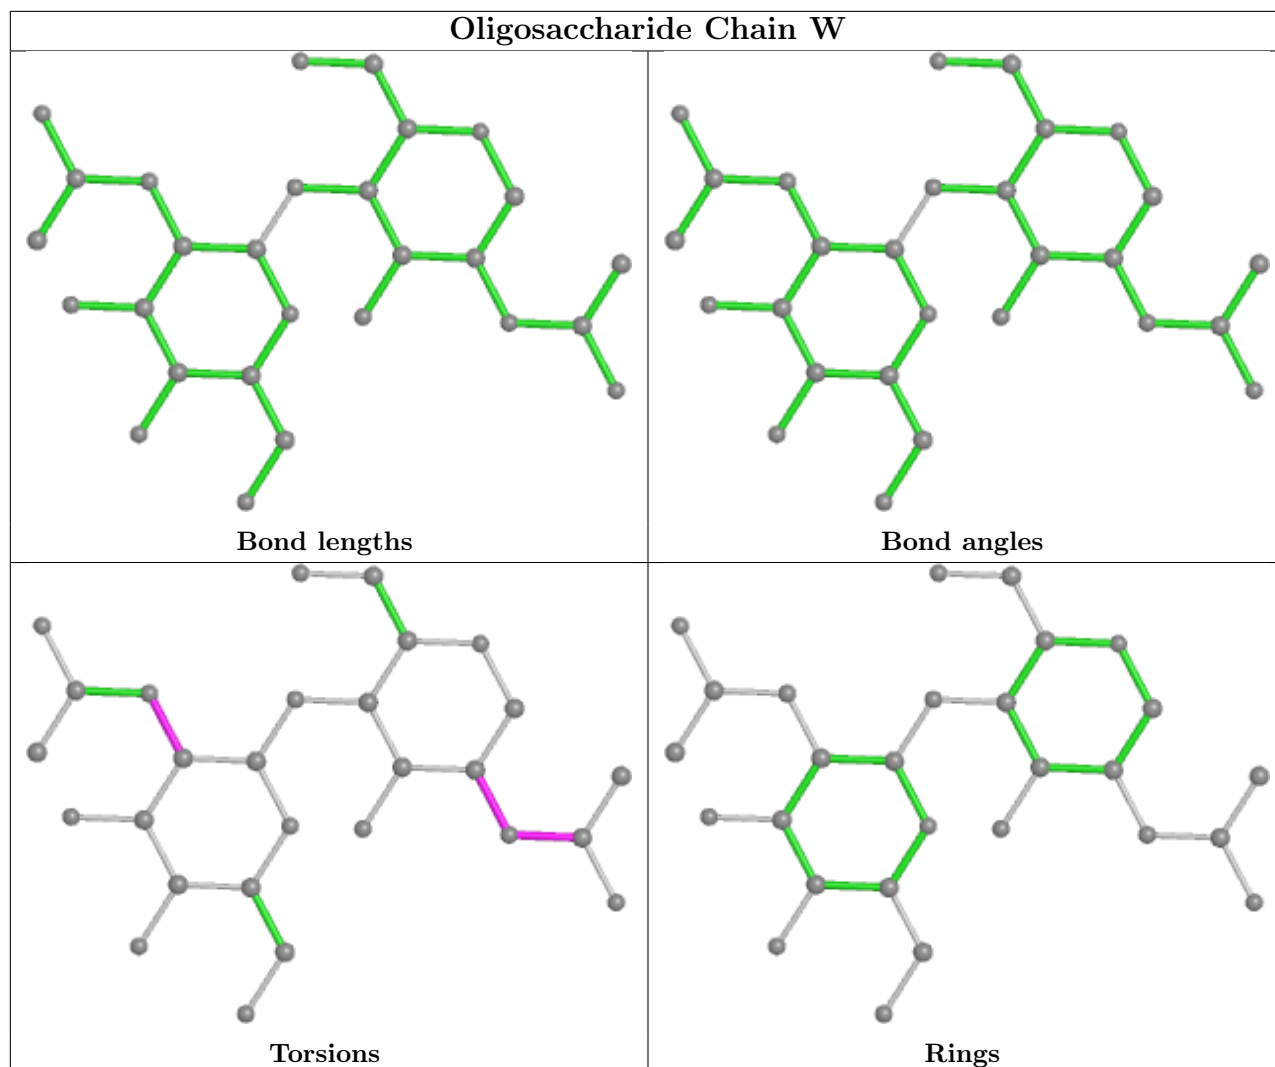 Oligosaccharide Chain W
Bond lengths
Bond angles
Torsions
Rings